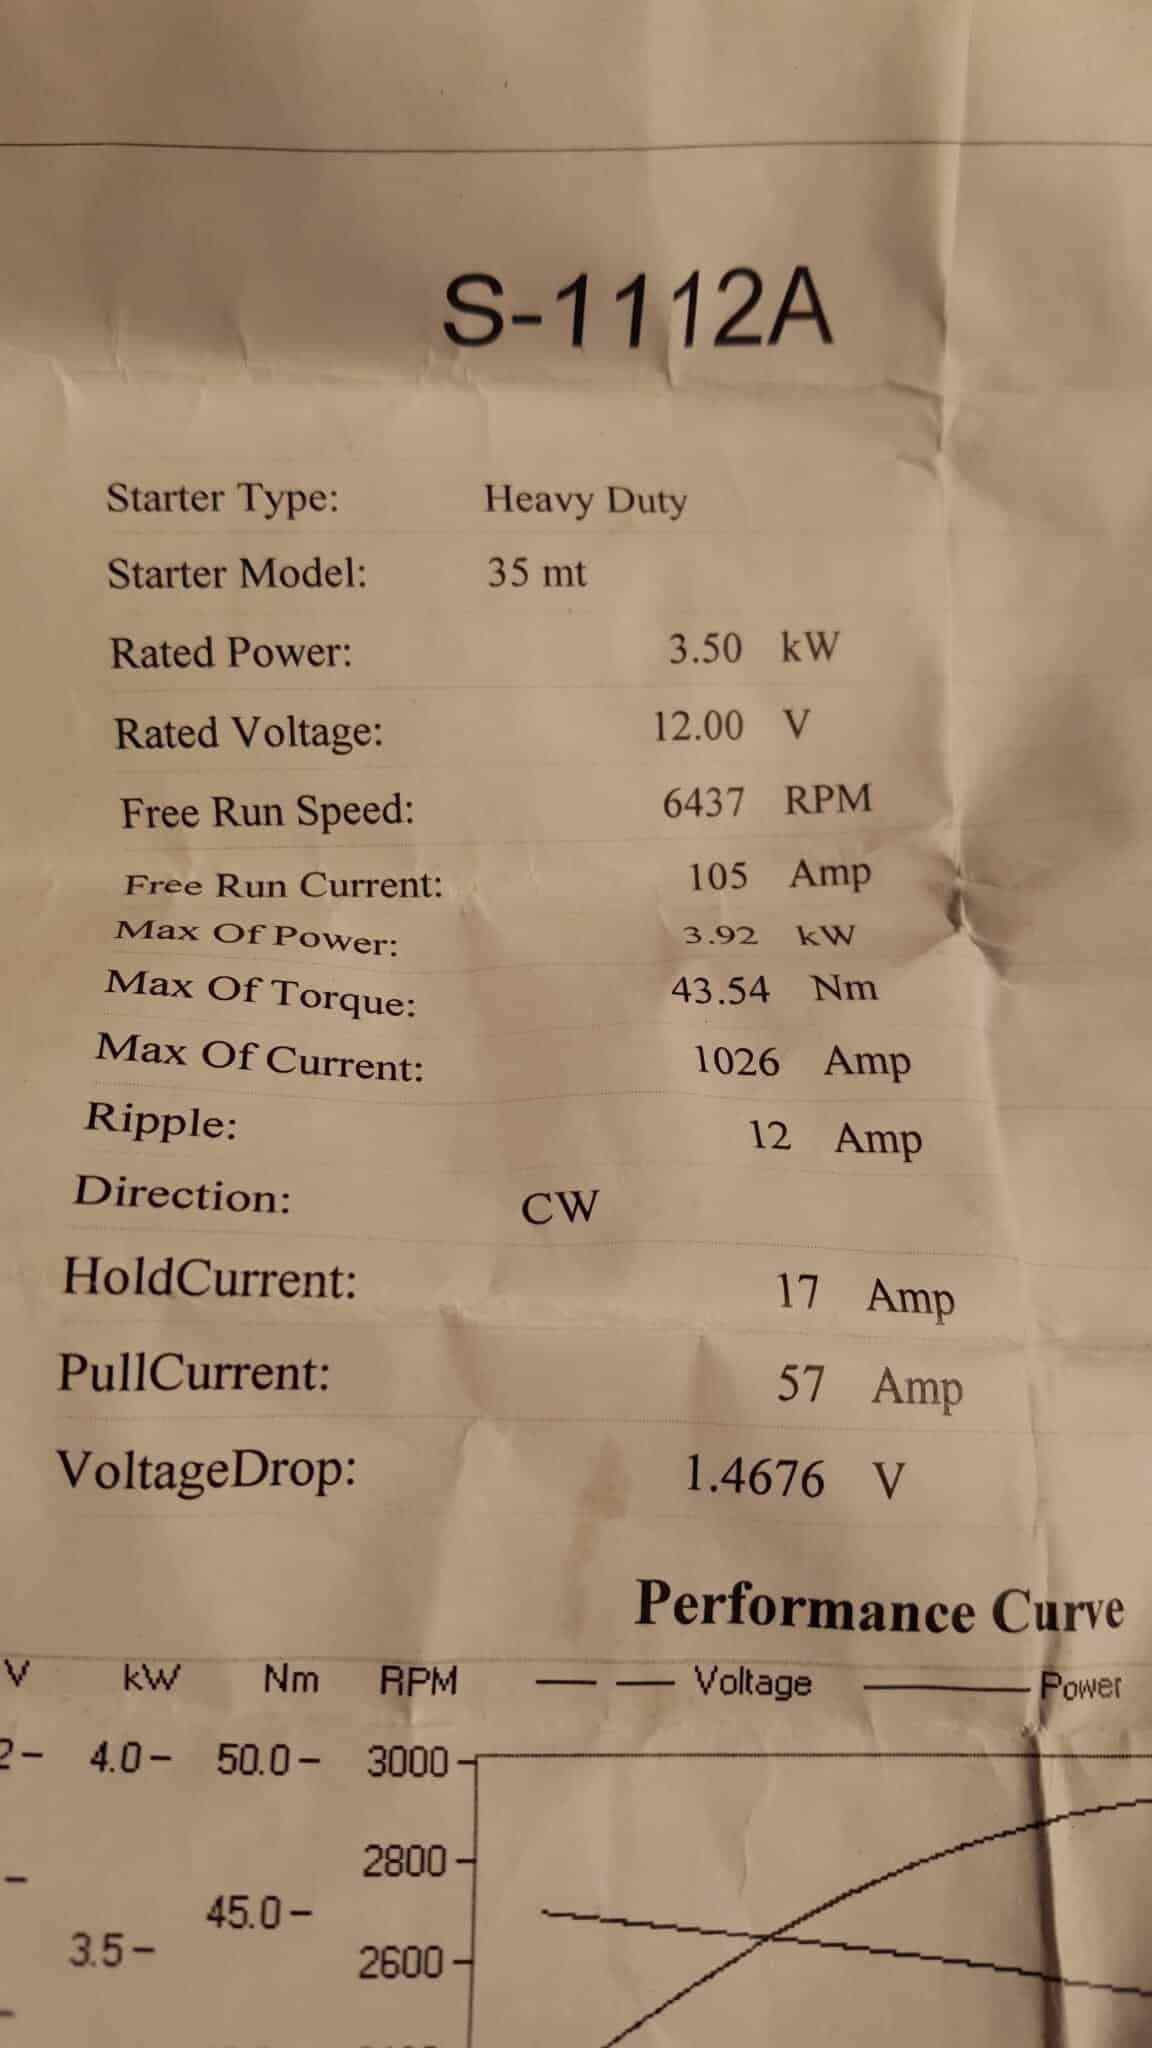 S-1112A
Starter Type: Heavy Duty
Starter Model: 35 mt
Rated Power: 3.50 kW
Rated Voltage: 12.00 V
Free Run Speed: 6437 RPM
Free Run Current: 105 Amp
Max Of Power: 3.92 kW
Max Of Torque: 43.54 Nm
Max Of Current: 1026 Amp
Ripple: 12 Amp
Direction: CW
HoldCurrent: 17 Amp
PullCurrent: 57 Amp
VoltageDrop: 1.4676 V
Performance Curve
V kW Nm RPM Voltage Power
4.0 50.0 3000
2800
45.0
3.5 2600